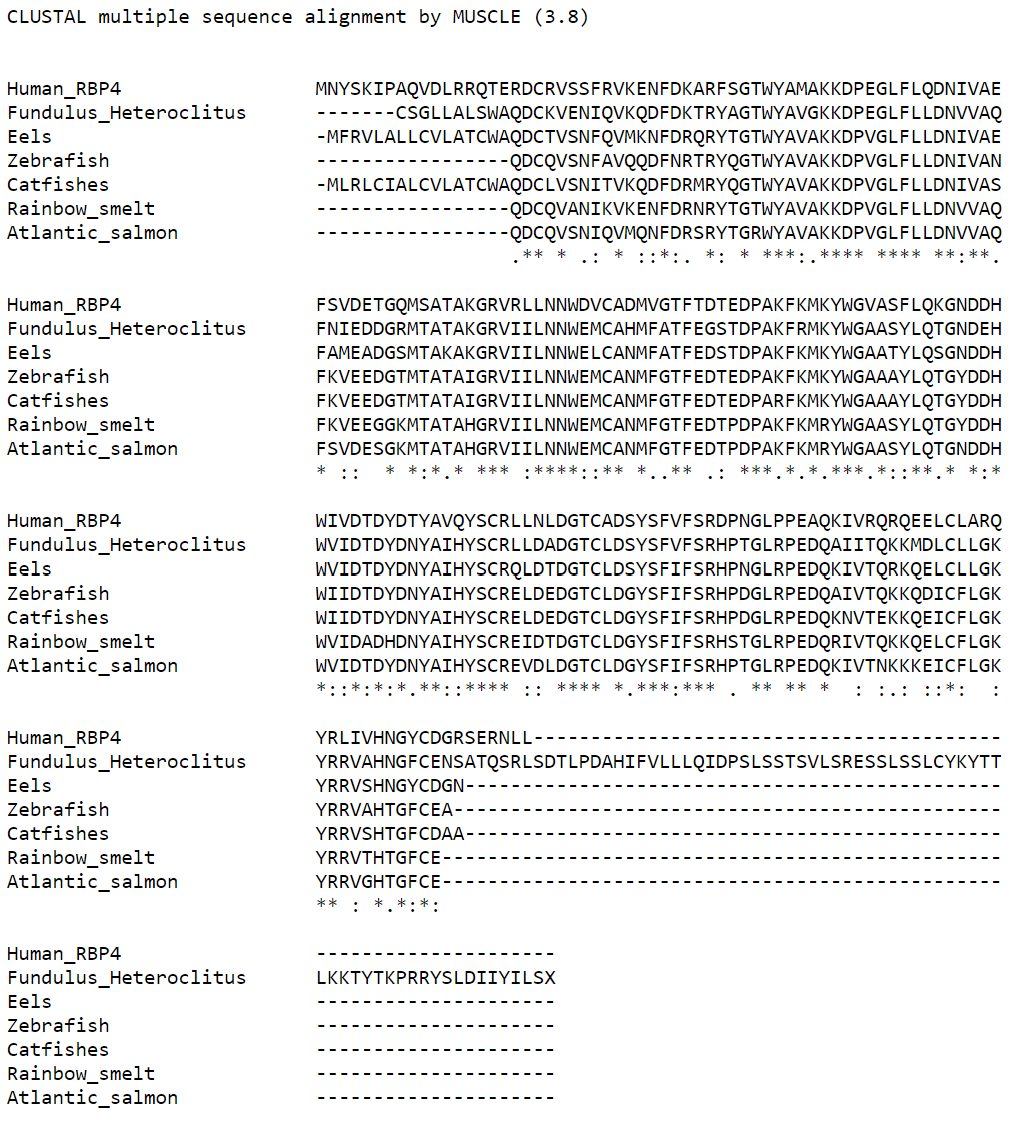 CLUSTAL multiple sequence alignment by MUSCLE (3.8)
Human_RBP4 MNYSKIPAQVDLRRQTERDCRVSSFRVKENFDKARFSGTWYAMAKKDPEGLFLQDNIVAE
Fundulus_Heteroclitus -------CSGLLALSWAQDCKVENIQVKQDFDKTRYAGTWYAVGKKDPEGLFLLDNVVAQ
Eels -MFRVLALLCVLATCWAQDCTVSNFQVMKNFDRQRYTGTWYAVAKKDPVGLFLLDNIVAE
Zebrafish -----------------QDCQVSNFAVQQDFNRTRYQGTWYAVAKKDPVGLFLLDNIVAN
Catfishes -MLRLCIALCVLATCWAQDCLVSNITVKQDFDRMRYQGTWYAVAKKDPVGLFLLDNIVAS
Rainbow_smelt -----------------QDCQVANIKVKENFDRNRYTGTWYAVAKKDPVGLFLLDNVVAQ
Atlantic_salmon -----------------QDCQVSNIQVMQNFDRSRYTGRWYAVAKKDPVGLFLLDNVVAQ
.** * .: * ::*:. *: * ***:.**** **** **:**.
Human_RBP4 FSVDETGQMSATAKGRVRLLNNWDVCADMVGTFTDTEDPAKFKMKYWGVASFLQKGNDDH
Fundulus_Heteroclitus FNIEDDGRMTATAKGRVIILNNWEMCAHMFATFEGSTDPAKFRMKYWGAASYLQTGNDEH
Eels FAMEADGSMTAKAKGRVIILNNWELCANMFATFEDSTDPAKFKMKYWGAATYLQSGNDDH
Zebrafish FKVEEDGTMTATAIGRVIILNNWEMCANMFGTFEDTEDPAKFKMKYWGAAAYLQTGYDDH
Catfishes FKVEEDGTMTATAIGRVIILNNWEMCANMFGTFEDTEDPARFKMKYWGAAAYLQTGYDDH
Rainbow_smelt FKVEEGGKMTATAHGRVIILNNWEMCANMFGTFEDTPDPAKFKMRYWGAASYLQTGYDDH
Atlantic_salmon FSVDESGKMTATAHGRVIILNNWEMCANMFGTFEDTPDPAKFKMRYWGAASYLQTGNDDH
* :: * *:*.* *** :****::** *..** .: ***.*.*.***.*::**.* *:*
Human_RBP4 WIVDTDYDTYAVQYSCRLLNLDGTCADSYSFVFSRDPNGLPPEAQKIVRQRQEELCLARQ
Fundulus_Heteroclitus WVIDTDYDNYAIHYSCRLLDADGTCLDSYSFVFSRHPTGLRPEDQAIITQKKMDLCLLGK
Eels WVIDTDYDNYAIHYSCRQLDTDGTCLDGYSFIFSRHPNGLRPEDQKIVTQRKQELCLLGK
Zebrafish WIIDTDYDNYAIHYSCRELDEDGTCLDGYSFIFSRHPDGLRPEDQAIVTQKKQDICFLGK
Catfishes WIIDTDYDNYAIHYSCRELDEDGTCLDGYSFIFSRHPDGLRPEDQKNVTEKKQEICFLGK
Rainbow_smelt WVIDADHDNYAIHYSCREIDTDGTCLDGYSFIFSRHSTGLRPEDQRIVTQKKQELCFLGK
Atlantic_salmon WVIDTDYDNYAIHYSCREVDLDGTCLDGYSFIFSRHPTGLRPEDQKIVTNKKKEICFLGK
*::*:*:*.**::**** :: **** *.***:*** . ** ** * : :.: ::*: :
Human_RBP4 YRLIVHNGYCDGRSERNLL-----------------------------------------
Fundulus_Heteroclitus YRRVAHNGFCENSATQSRLSDTLPDAHIFVLLLQIDPSLSSTSVLSRESSLSSLCYKYTT
Eels YRRVSHNGYCDGN-----------------------------------------------
Zebrafish YRRVAHTGFCEA------------------------------------------------
Catfishes YRRVSHTGFCDAA-----------------------------------------------
Rainbow_smelt YRRVTHTGFCE-------------------------------------------------
Atlantic_salmon YRRVGHTGFCE-------------------------------------------------
** : *.*:*:
Human_RBP4 ---------------------
Fundulus_Heteroclitus LKKTYTKPRRYSLDIIYILSX
Eels ---------------------
Zebrafish ---------------------
Catfishes ---------------------
Rainbow_smelt ---------------------
Atlantic_salmon ---------------------